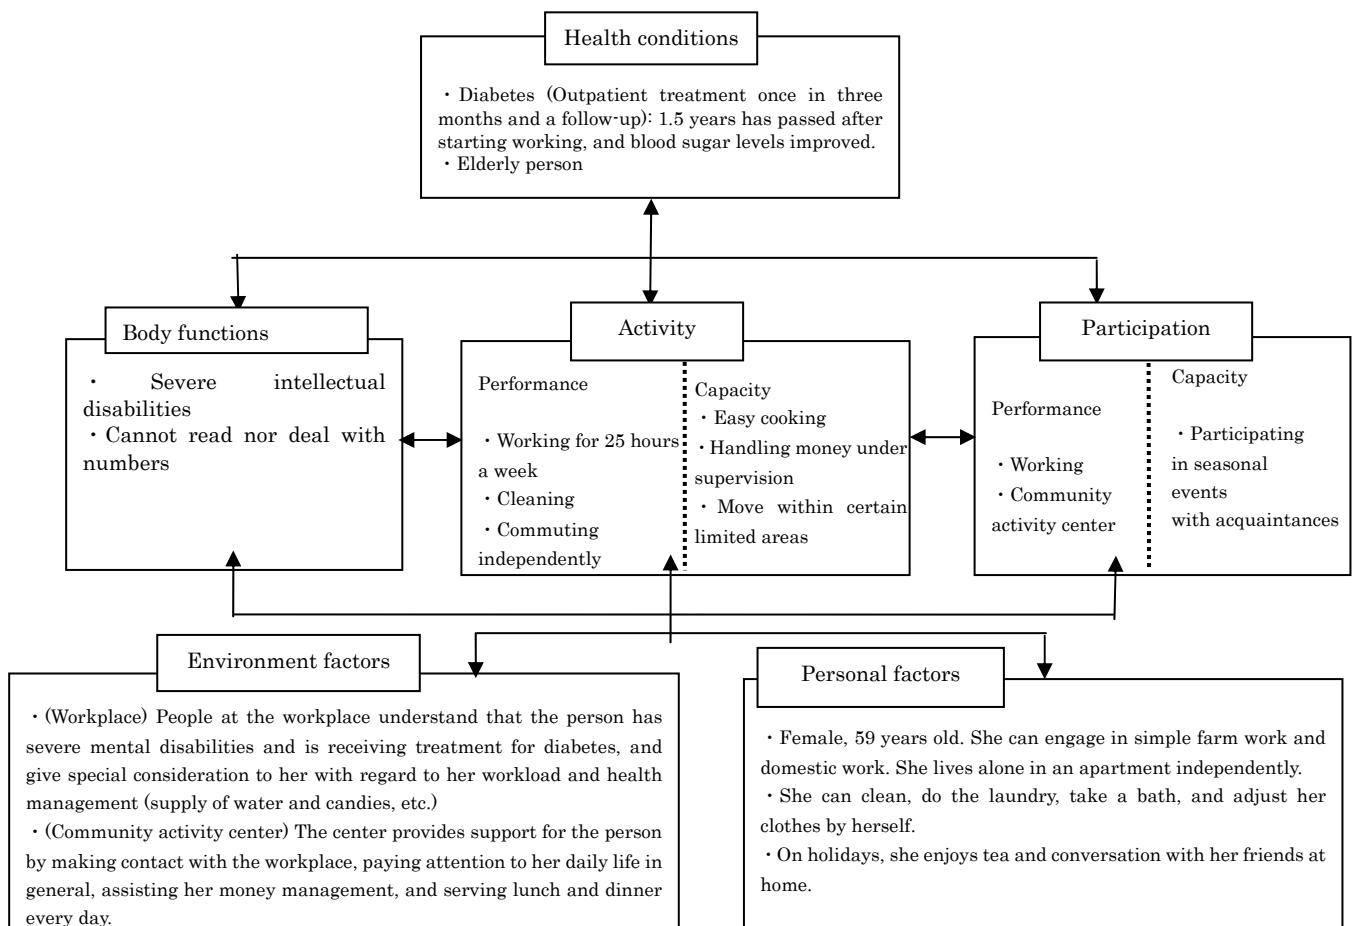 Health conditions
・Diabetes (Outpatient treatment once in three
months and a follow-up): 1.5 years has passed after
starting working, and blood sugar levels improved.
・Elderly person
Body functions
・ Severe intellectual
disabilities
・Cannot read nor deal with
numbers
Activity
Performance
・Working for 25 hours
a week
・Cleaning
・Commuting
independently
Capacity
・Easy cooking
・Handling money under
supervision
・Move within certain
limited areas
Participation
Performance
・Working
・Community
activity center
Capacity
・Participating
in seasonal
events
with acquaintances
Environment factors
・(Workplace) People at the workplace understand that the person has
severe mental disabilities and is receiving treatment for diabetes, and
give special consideration to her with regard to her workload and health
management (supply of water and candies, etc.)
・(Community activity center) The center provides support for the person
by making contact with the workplace, paying attention to her daily life in
general, assisting her money management, and serving lunch and dinner
every day.
Personal factors
・Female, 59 years old. She can engage in simple farm work and
domestic work. She lives alone in an apartment independently.
・She can clean, do the laundry, take a bath, and adjust her
clothes by herself.
・On holidays, she enjoys tea and conversation with her friends at
home.